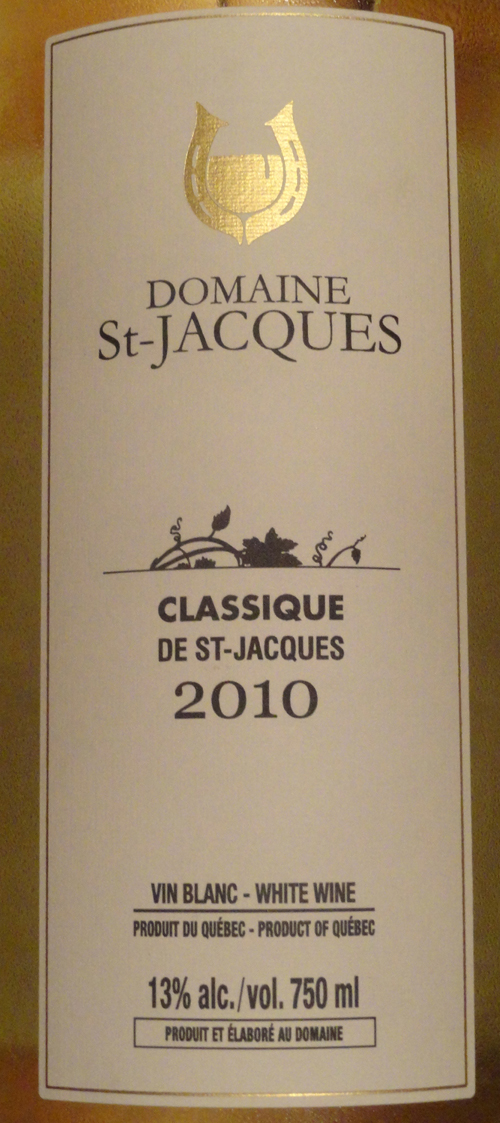 DOMAINE
St-JACQUES
CLASSIQUE
DE ST-JACQUES
2010
VIN BLANC - WHITE WINE
PRODUIT DU QUÉBEC - PRODUCT OF QUÉBEC
13% alc./vol. 750 ml
PRODUIT ET ÉLABORÉ AU DOMAINE